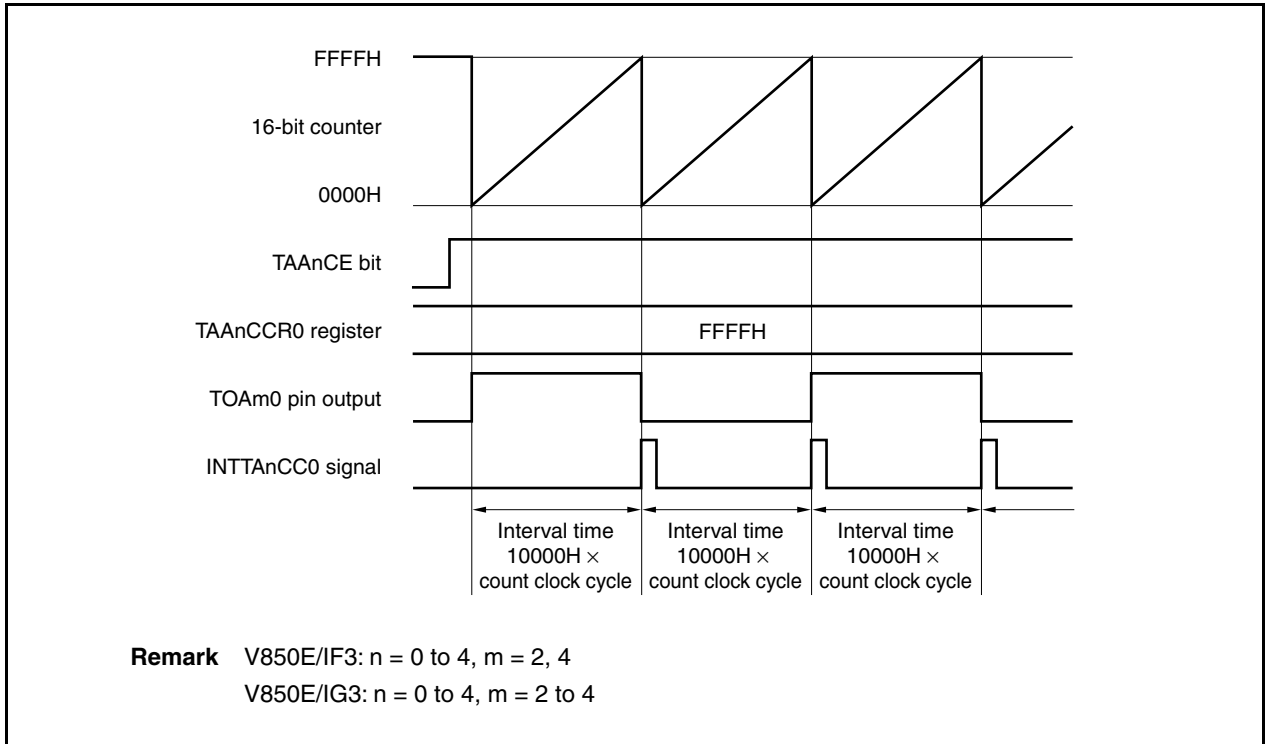 FFFFH
16-bit counter
0000H
TAAnCE bit
TAAnCCR0 register
FFFFH
TOAm0 pin output
INTTAnCC0 signal
Interval time
10000H ×
count clock cycle
Interval time
10000H ×
count clock cycle
Interval time
10000H ×
count clock cycle
Remark V850E/IF3: n = 0 to 4, m = 2, 4
V850E/IG3: n = 0 to 4, m = 2 to 4